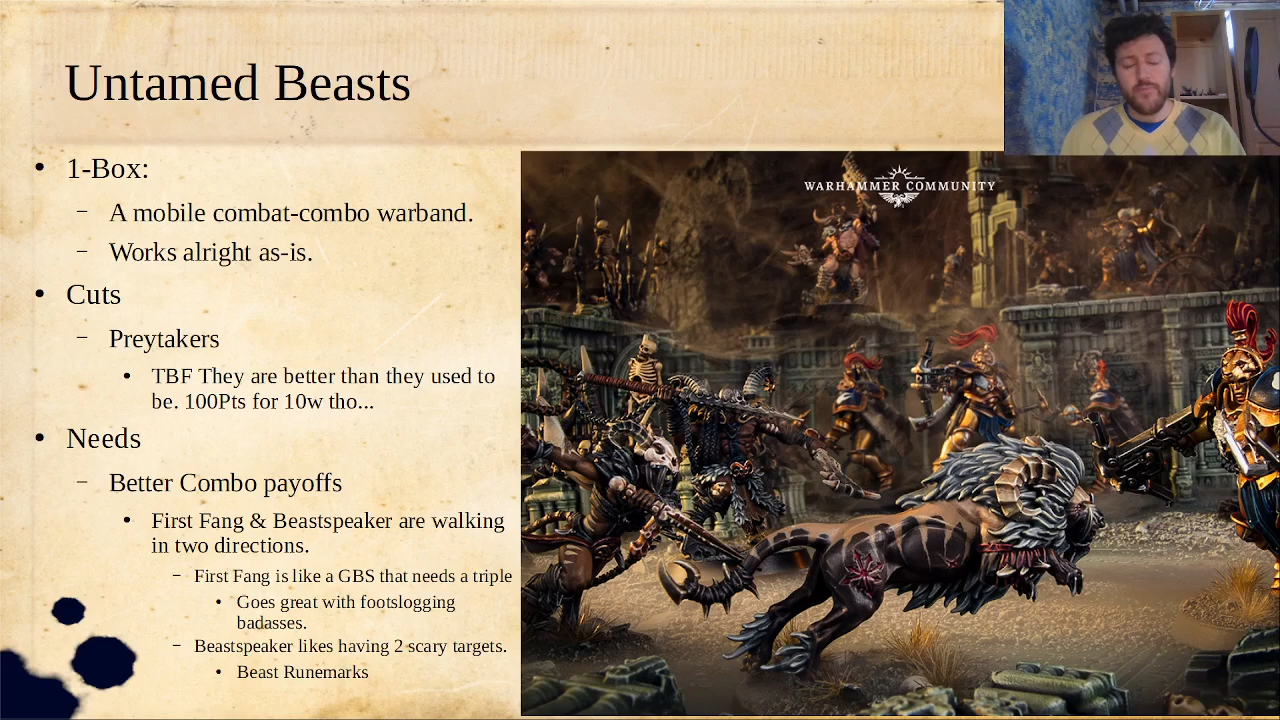 Untamed Beasts
1-Box:
A mobile combat-combo warband.
Works alright as-is.
Cuts
Preytakers
TBF They are better than they used to
be. 100Pts for 10w tho...
Needs
Better Combo payoffs
First Fang & Beastspeaker are walking
in two directions.
First Fang is like a GBS that needs a triple
Goes great with footslogging
badasses.
Beastspeaker likes having 2 scary targets.
Beast Runemarks
WARHAMMER COMMUNITY